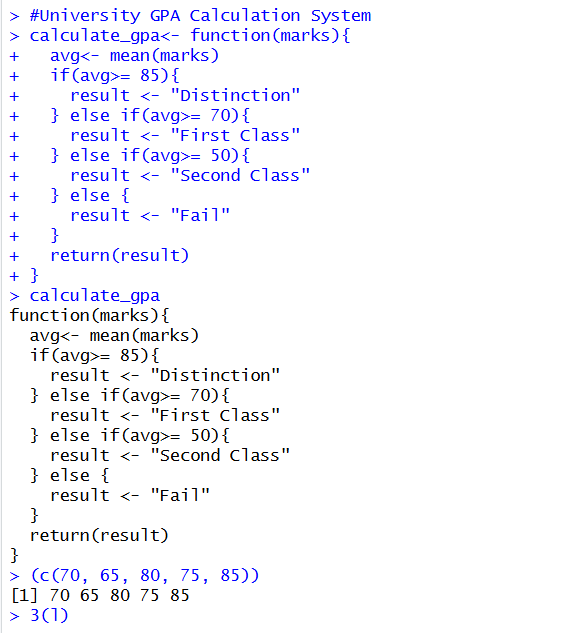 > #University GPA Calculation System
> calculate_gpa<- function(marks){
+   avg<- mean(marks)
+   if(avg>= 85){
+     result <- "Distinction"
+   } else if(avg>= 70){
+     result <- "First Class"
+   } else if(avg>= 50){
+     result <- "Second Class"
+   } else {
+     result <- "Fail"
+   }
+   return(result)
+ }
> calculate_gpa
function(marks){
  avg<- mean(marks)
  if(avg>= 85){
    result <- "Distinction"
  } else if(avg>= 70){
    result <- "First Class"
  } else if(avg>= 50){
    result <- "Second Class"
  } else {
    result <- "Fail"
  }
  return(result)
}
> (c(70, 65, 80, 75, 85))
[1] 70 65 80 75 85
> 3(l)